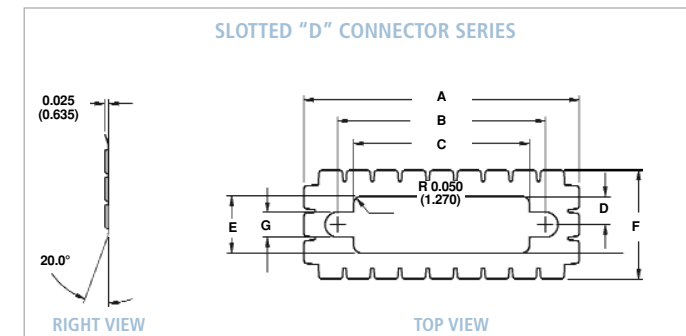 SLOTTED “D” CONNECTOR SERIES
0.025
(0.635)
20.0°
RIGHT VIEW
A
B
C
R 0.050
(1.270)
D
E
G
F
TOP VIEW